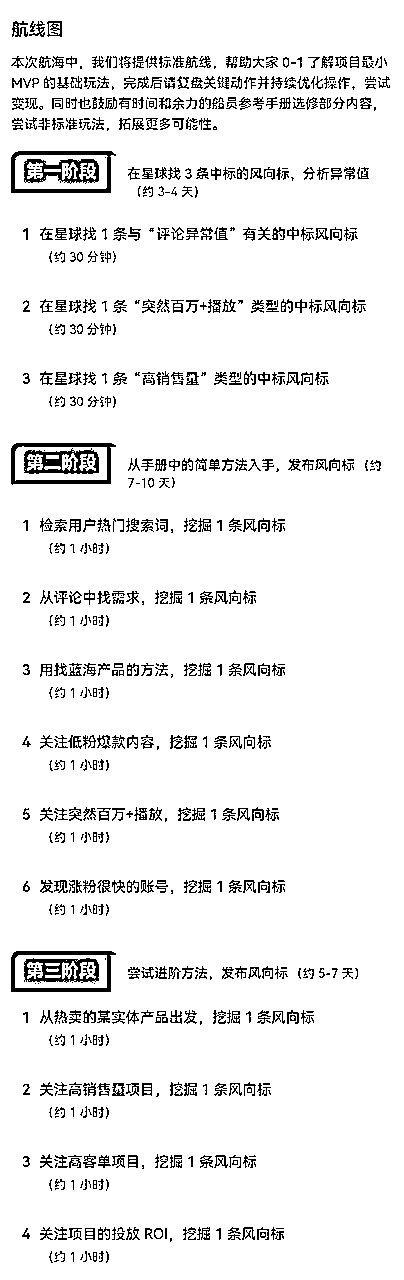 航线图
本次航海中，我们将提供标准航线，帮助大家 0-1 了解项目最小
MVP 的基础玩法，完成后请复盘关键动作并持续优化操作，尝试
变现。同时也鼓励有时间和余力的船员参考手册选修部分内容，
尝试非标准玩法，拓展更多可能性。
第一阶段
在星球找 3 条中标的风向标，分析异常值
（约 3-4 天）
1 在星球找 1 条与“评论异常值”有关的中标风向标
（约 30 分钟）
2 在星球找 1 条“突然百万+播放”类型的中标风向标
（约 30 分钟）
3 在星球找 1 条“高销售量”类型的中标风向标
（约 30 分钟）
第二阶段
从手册中的简单方法入手，发布风向标（约
7-10 天）
1 检索用户热门搜索词，挖掘 1 条风向标
（约 1 小时）
2 从评论中找需求，挖掘 1 条风向标
（约 1 小时）
3 用找蓝海产品的方法，挖掘 1 条风向标
（约 1 小时）
4 关注低粉爆款内容，挖掘 1 条风向标
（约 1 小时）
5 关注突然百万+播放，挖掘 1 条风向标
（约 1 小时）
6 发现涨粉很快的账号，挖掘 1 条风向标
（约 1 小时）
第三阶段
尝试进阶方法，发布风向标（约 5-7 天）
1 从热卖的某实体产品出发，挖掘 1 条风向标
（约 1 小时）
2 关注高销售量项目，挖掘 1 条风向标
（约 1 小时）
3 关注高客单项目，挖掘 1 条风向标
（约 1 小时）
4 关注项目的投放 ROI，挖掘 1 条风向标
（约 1 小时）